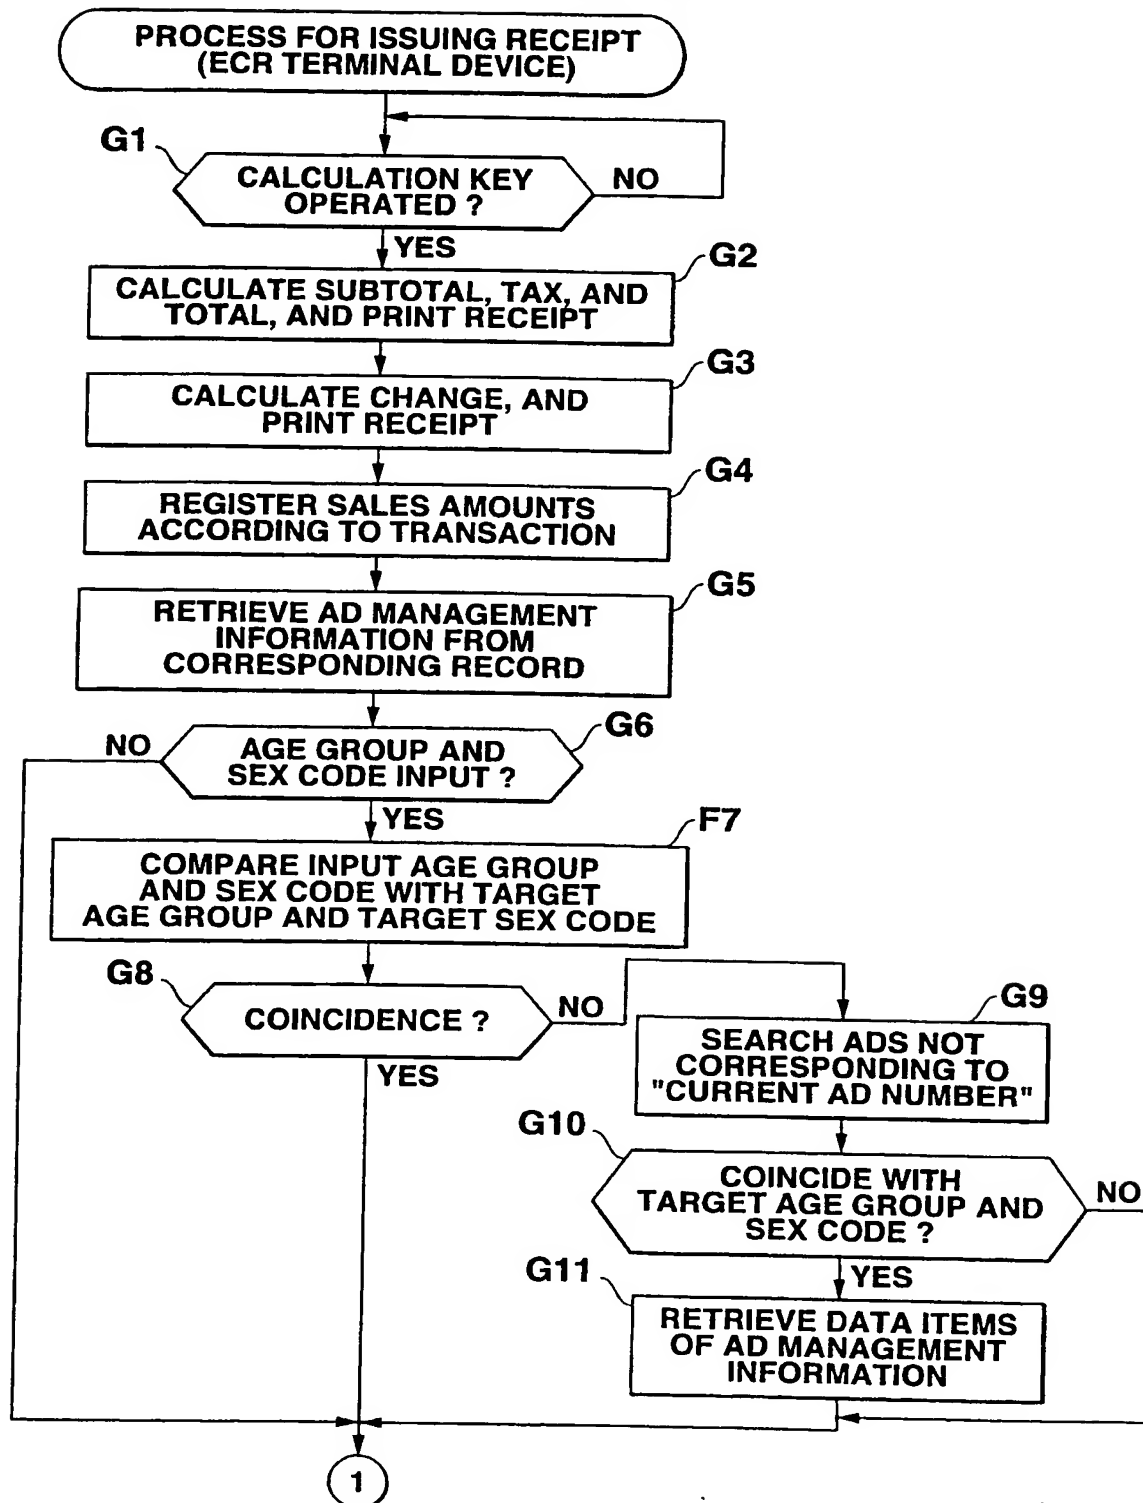 PROCESS FOR ISSUING RECEIPT
(ECR TERMINAL DEVICE)
G1
CALCULATION KEY
OPERATED ?
NO
YES
G2
CALCULATE SUBTOTAL, TAX, AND
TOTAL, AND PRINT RECEIPT
G3
CALCULATE CHANGE, AND
PRINT RECEIPT
G4
REGISTER SALES AMOUNTS
ACCORDING TO TRANSACTION
G5
RETRIEVE AD MANAGEMENT
INFORMATION FROM
CORRESPONDING RECORD
G6
NO
AGE GROUP AND
SEX CODE INPUT ?
YES
F7
COMPARE INPUT AGE GROUP
AND SEX CODE WITH TARGET
AGE GROUP AND TARGET SEX CODE
G8
COINCIDENCE ?
NO
YES
G9
SEARCH ADS NOT
CORRESPONDING TO
"CURRENT AD NUMBER"
G10
COINCIDE WITH
TARGET AGE GROUP AND
SEX CODE ?
NO
YES
G11
RETRIEVE DATA ITEMS
OF AD MANAGEMENT
INFORMATION
1